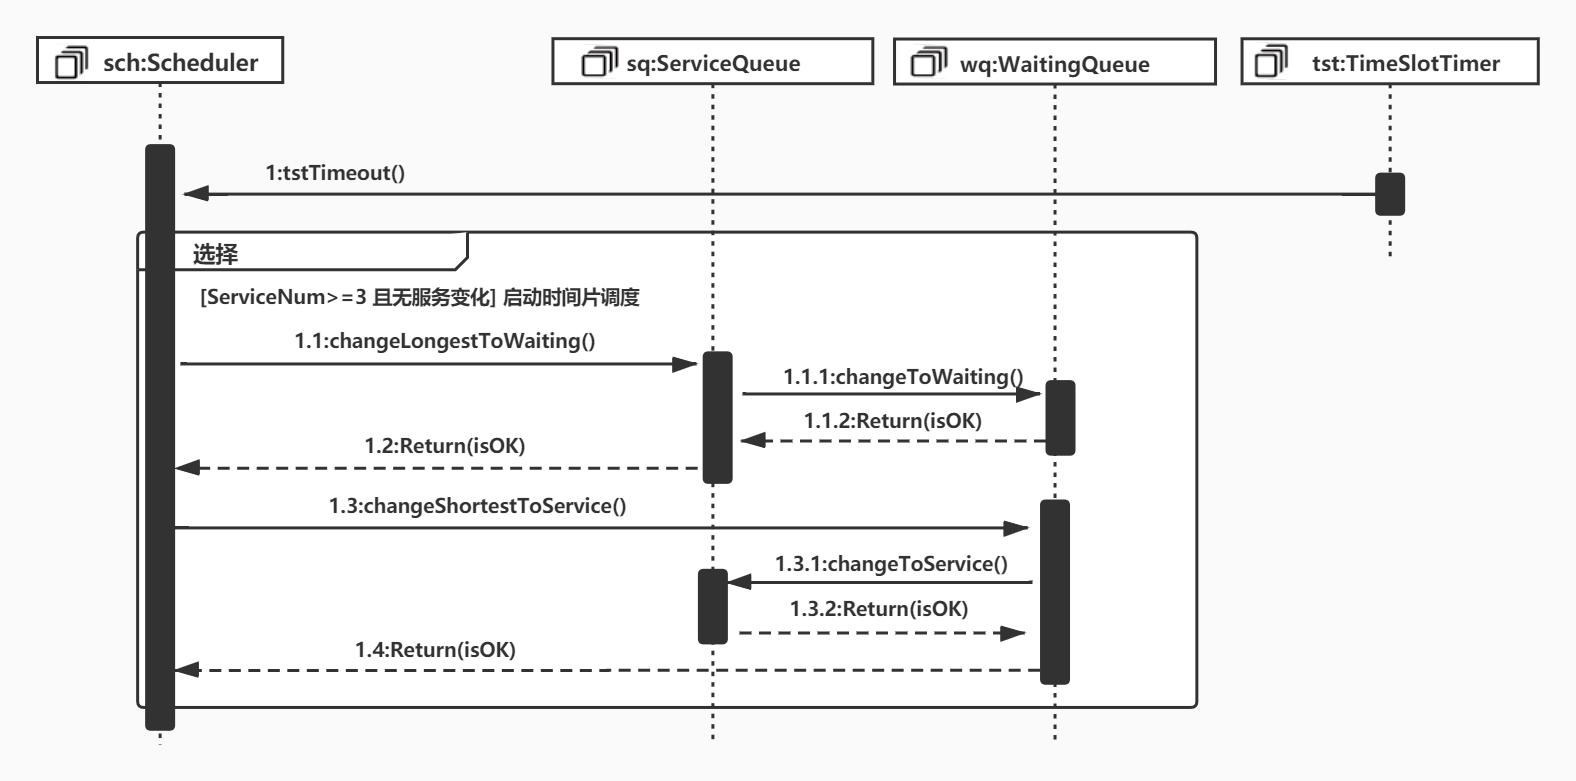 sch:Scheduler
sq:ServiceQueue
wq:WaitingQueue
tst:TimeSlotTimer
1:tstTimeout()
选择
[ServiceNum>=3 且无服务变化] 启动时间片调度
1.1:changeLongestToWaiting()
1.1.1:changeToWaiting()
1.1.2:Return(isOK)
1.2:Return(isOK)
1.3:changeShortestToService()
1.3.1:changeToService()
1.3.2:Return(isOK)
1.4:Return(isOK)